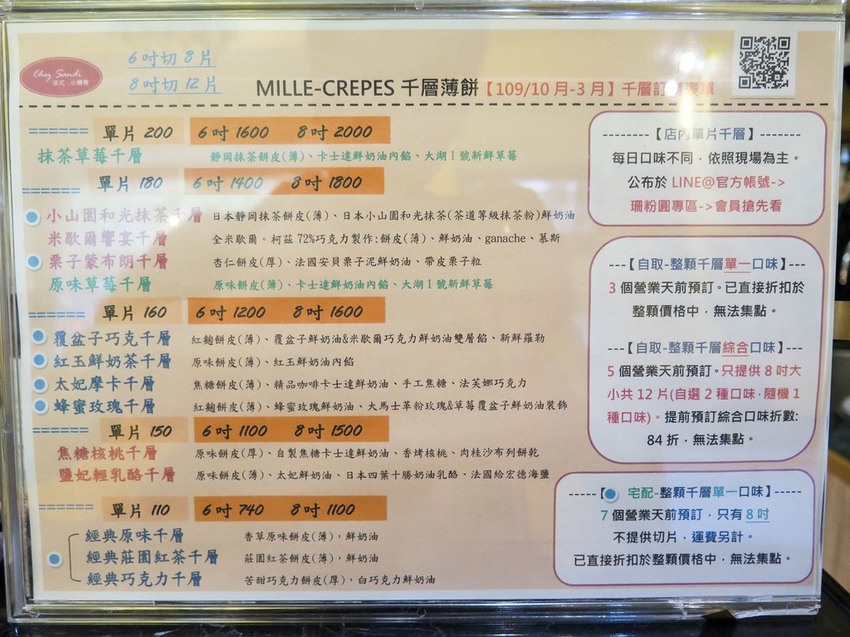 Chez Sandi
法式．小珊帝
6吋切8片
8吋切12片
MILLE-CREPES 千層薄餅【109/10月-3月】千層訂
單片 200 6吋 1600 8吋 2000
抹茶草莓千層 靜岡抹茶餅皮(薄)、卡士達鮮奶油內餡、大湖1號新鮮草莓
單片 180 6吋 1400 8吋 1800
小山園和光抹茶千層 日本靜岡抹茶餅皮(薄)、日本小山園和光抹茶(茶道等級抹茶粉)鮮奶油
米歇爾饗宴千層 全米歇爾。柯茲72%巧克力製作:餅皮(薄)、鮮奶油、ganache、慕斯
栗子蒙布朗千層 杏仁餅皮(厚)、法國安貝栗子泥鮮奶油、帶皮栗子粒
原味草莓千層 原味餅皮(薄)、卡士達鮮奶油內餡、大湖1號新鮮草莓
單片 160 6吋 1200 8吋 1600
覆盆子巧克千層 紅麴餅皮(薄)、覆盆子鮮奶油&米歇爾巧克力鮮奶油雙層餡、新鮮羅勒
紅玉鮮奶茶千層 原味餅皮(薄)、紅玉鮮奶油內餡
太妃摩卡千層 焦糖餅皮(薄)、精品咖啡卡士達鮮奶油、手工焦糖、法芙娜巧克力
蜂蜜玫瑰千層 紅麴餅皮(薄)、蜂蜜玫瑰鮮奶油、大馬士革粉玫瑰&草莓覆盆子鮮奶油裝飾
單片 150 6吋 1100 8吋 1500
焦糖核桃千層 原味餅皮(厚)、自製焦糖卡士達鮮奶油、香烤核桃、肉桂沙布列餅乾
鹽妃輕乳酪千層 原味餅皮(薄)、太妃鮮奶油、日本四葉十勝奶油乳酪、法國給宏德海鹽
單片 110 6吋 740 8吋 1100
經典原味千層 香草原味餅皮(薄)，鮮奶油
經典莊園紅茶千層 莊園紅茶餅皮(薄)，鮮奶油
經典巧克力千層 苦甜巧克力餅皮(厚)，白巧克力鮮奶油
【店內單片千層】
每日口味不同，依照現場為主。
公布於 LINE@官方帳號->
珊粉圓專區->會員搶先看
【自取-整顆千層單一口味】
3 個營業天前預訂。已直接折扣於
整顆價格中，無法集點。
【自取-整顆千層綜合口味】
5 個營業天前預訂。只提供 8 吋大
小共 12 片(自選 2 種口味．隨機 1
種口味)。提前預訂綜合口味折數:
84 折，無法集點。
【宅配-整顆千層單一口味】
7 個營業天前預訂，只有 8 吋
不提供切片，運費另計。
已直接折扣於整顆價格中，無法集點。